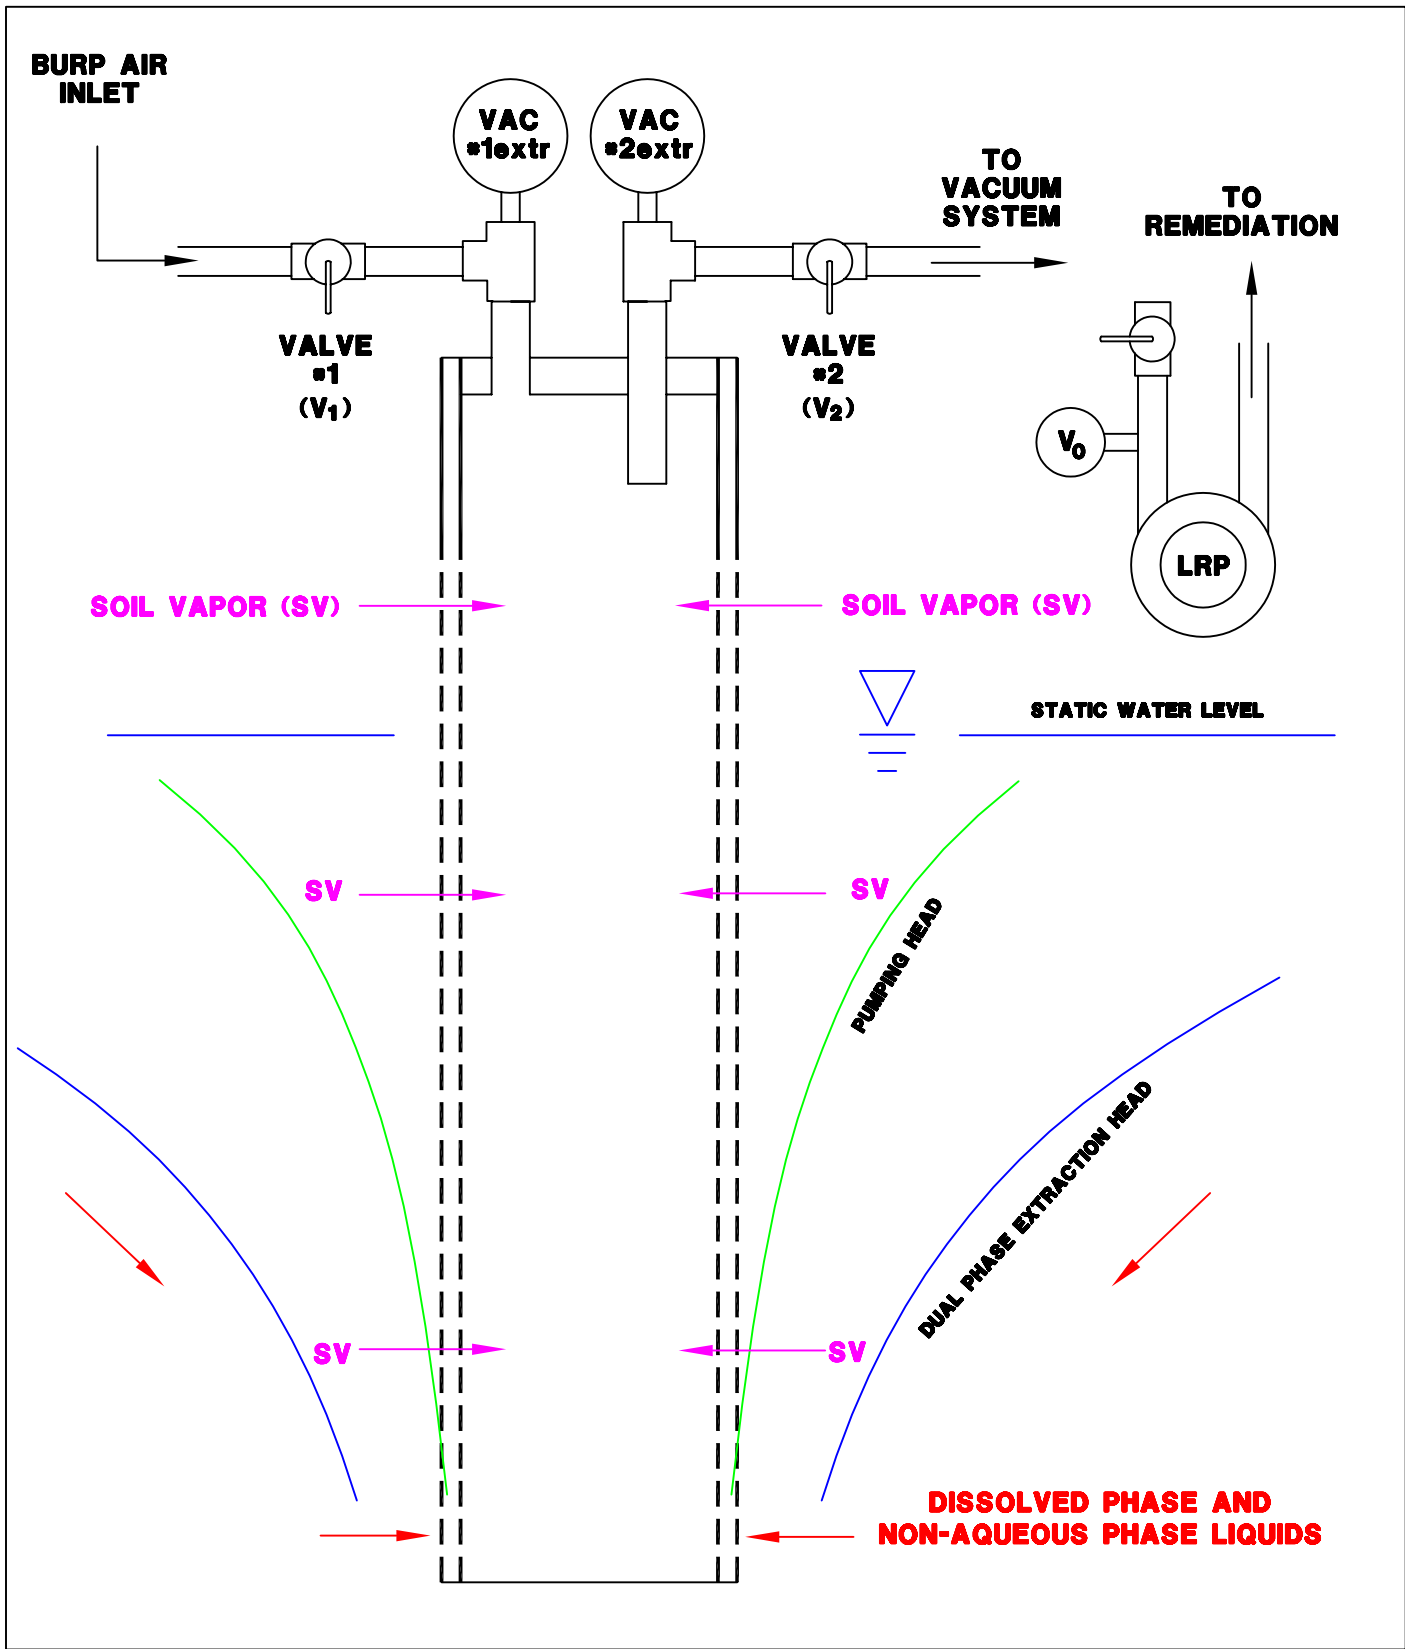 BURP AIR
INLET
VAC
#1extr
VAC
#2extr
TO
VACUUM
SYSTEM
TO
REMEDIATION
VALVE
#1
(V1)
VALVE
#2
(V2)
V0
LRP
SOIL VAPOR (SV)
SOIL VAPOR (SV)
STATIC WATER LEVEL
SV
SV
PUMPING HEAD
DUAL PHASE EXTRACTION HEAD
SV
SV
DISSOLVED PHASE AND
NON-AQUEOUS PHASE LIQUIDS